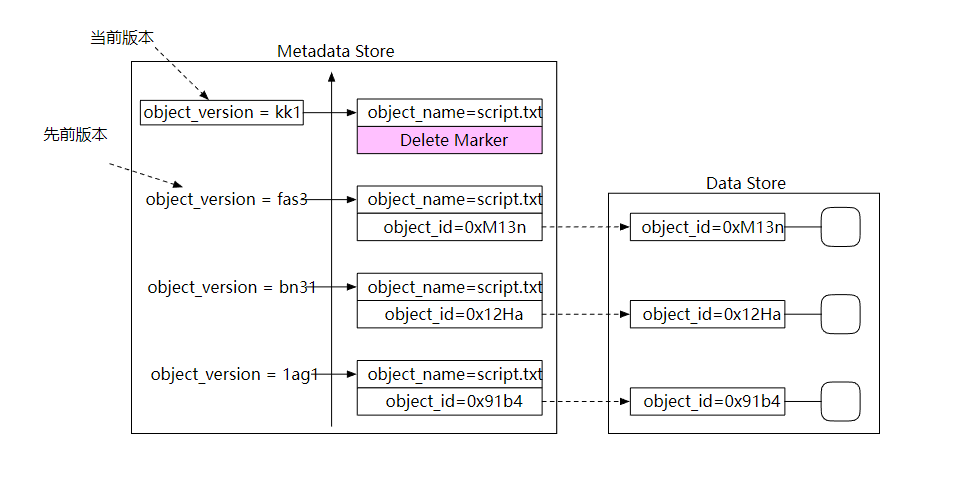 当前版本
Metadata Store
object_version = kk1
object_name=script.txt
Delete Marker
先前版本
object_version = fas3
object_name=script.txt
object_id=0xM13n
object_version = bn31
object_name=script.txt
object_id=0x12Ha
object_version = 1ag1
object_name=script.txt
object_id=0x91b4
Data Store
object_id=0xM13n
object_id=0x12Ha
object_id=0x91b4